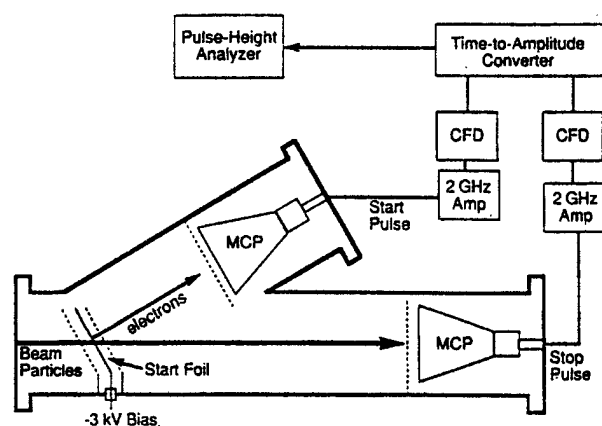 Pulse-Height
Analyzer
Time-to-Amplitude
Converter
CFD
CFD
2 GHz
Amp
2 GHz
Amp
Start
Pulse
MCP
electrons
MCP
Beam
Particles
Start Foil
Stop
Pulse
-3 kV Bias